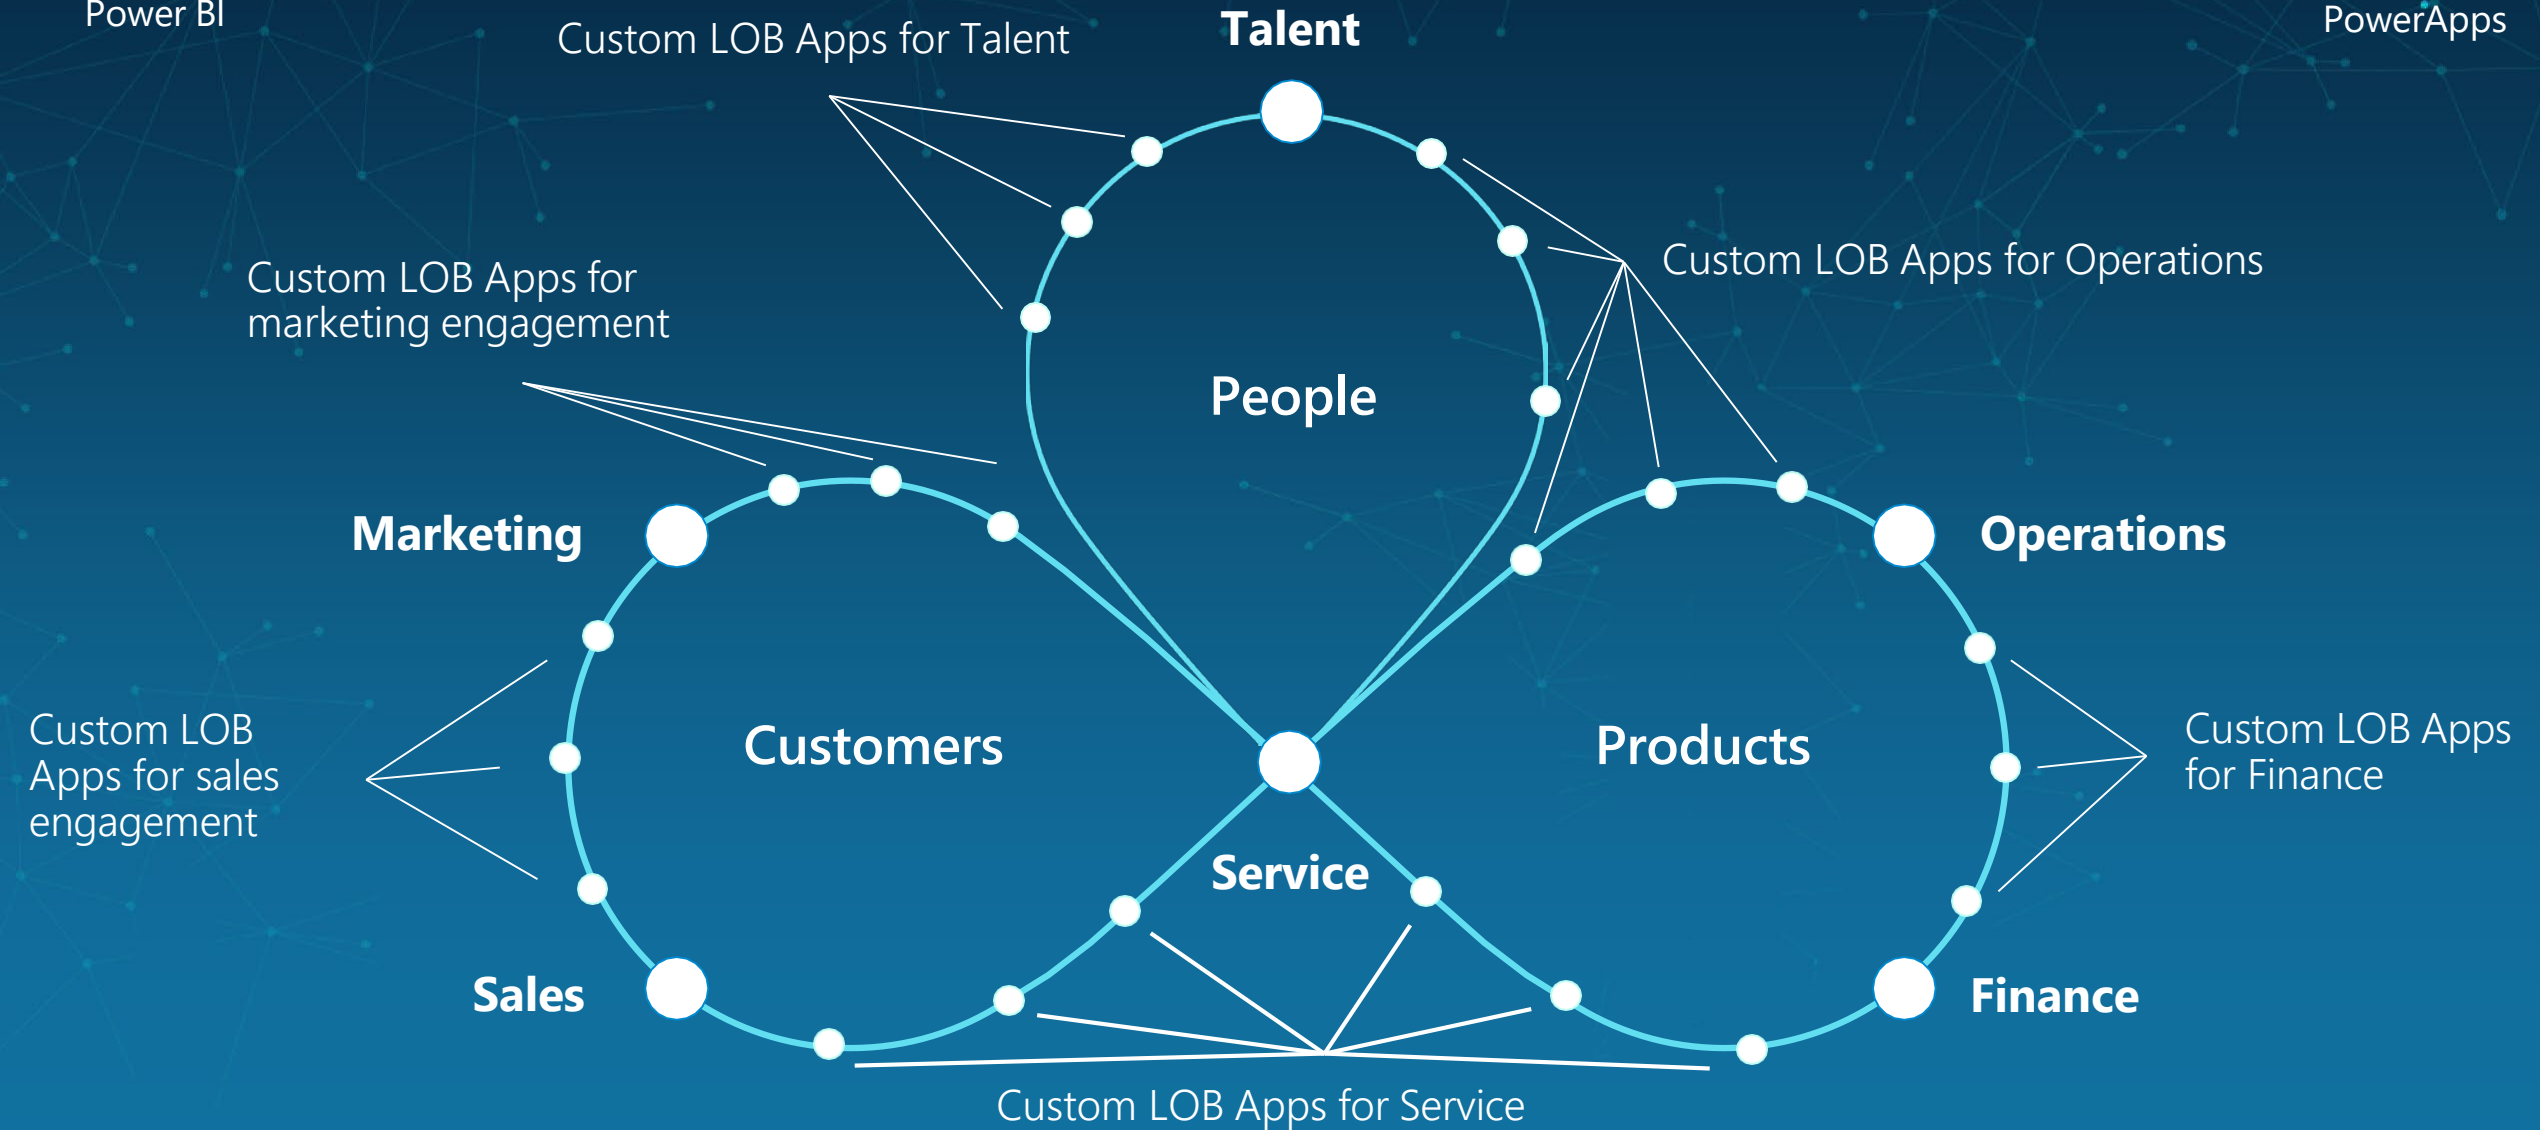 Power BI
PowerApps
Custom LOB Apps for Talent
Talent
Custom LOB Apps for
marketing engagement
Custom LOB Apps for Operations
People
Marketing
Operations
Custom LOB
Apps for sales
engagement
Customers
Products
Custom LOB Apps
for Finance
Service
Sales
Finance
Custom LOB Apps for Service